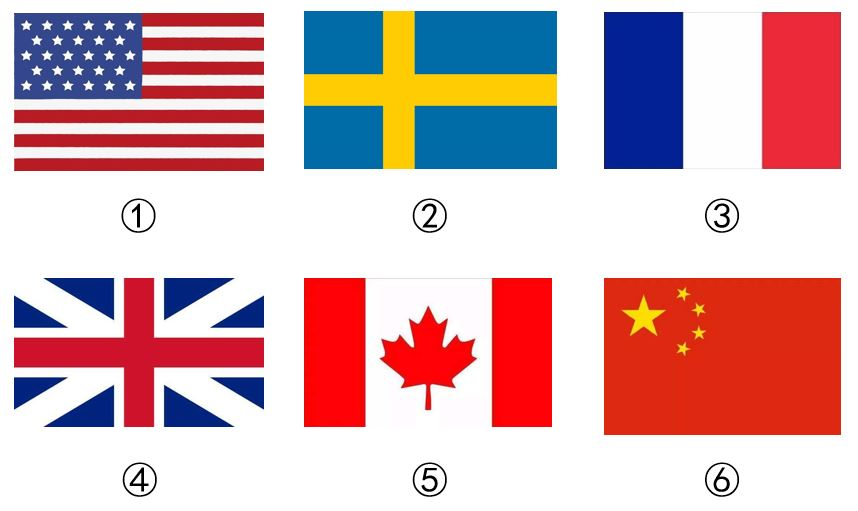 ① ② ③
④ ⑤ ⑥